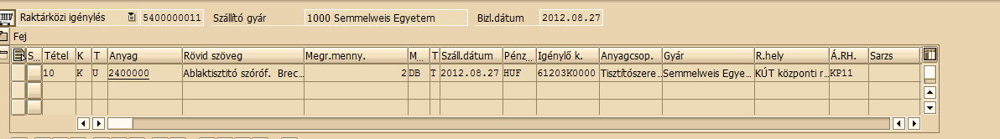 Raktárközi igénylés 5400000011 Szállító gyár 1000 Semmelweis Egyetem Bizl.dátum 2012.08.27
Fej
S... Tétel K T Anyag Rövid szöveg Megr.menny. M... T Száll.dátum Pénz... Igénylő k. Anyagcsop. Gyár R.hely Á.RH. Sarzs
10 K U 2400000 Ablaktisztitó szóróf. Brec... 2 DB T 2012.08.27 HUF 61203K0000 Tisztítószere... Semmelweis Egye... KÚT központi r... KP11